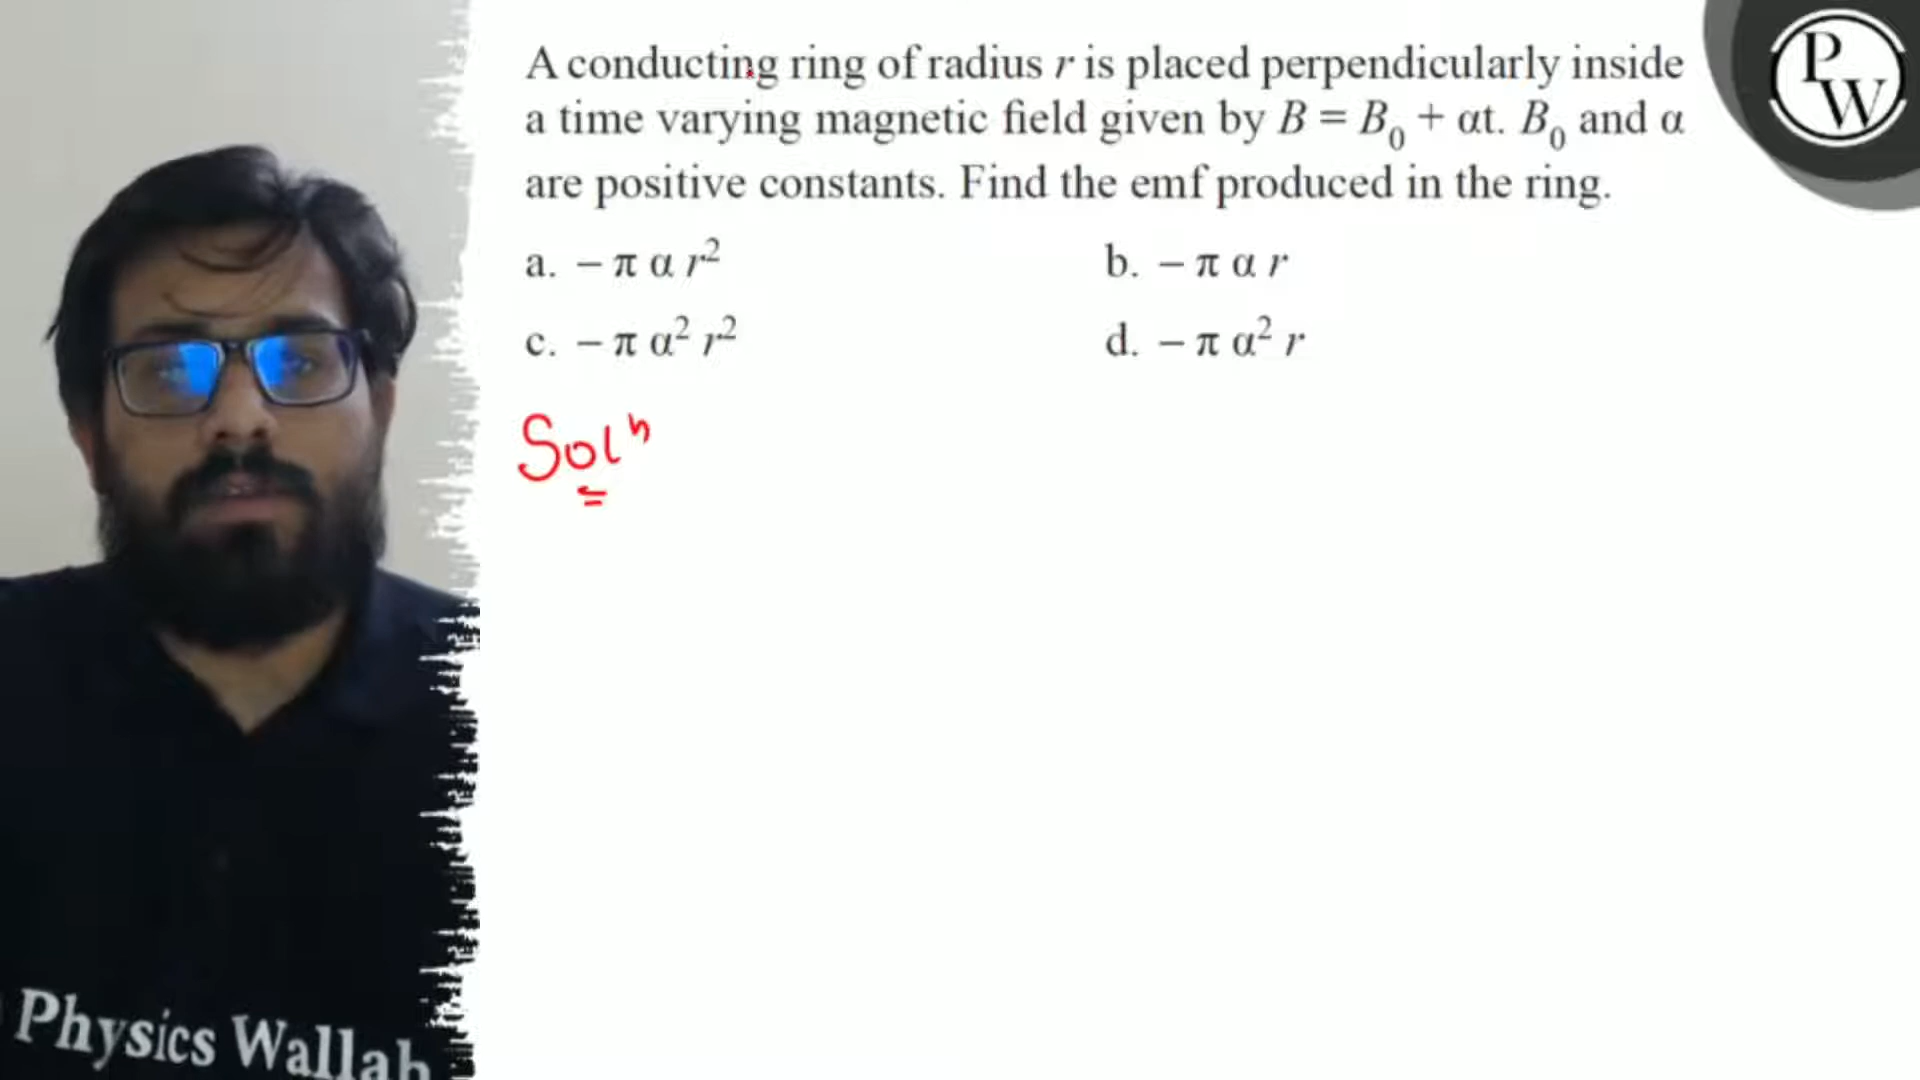 A conducting ring of radius r is placed perpendicularly inside
a time varying magnetic field given by B = B₀ + αt. B₀ and α
are positive constants. Find the emf produced in the ring.
a. – π α r²
b. – π α r
c. – π α² r²
d. – π α² r
Solⁿ
PW
Physics Wallah